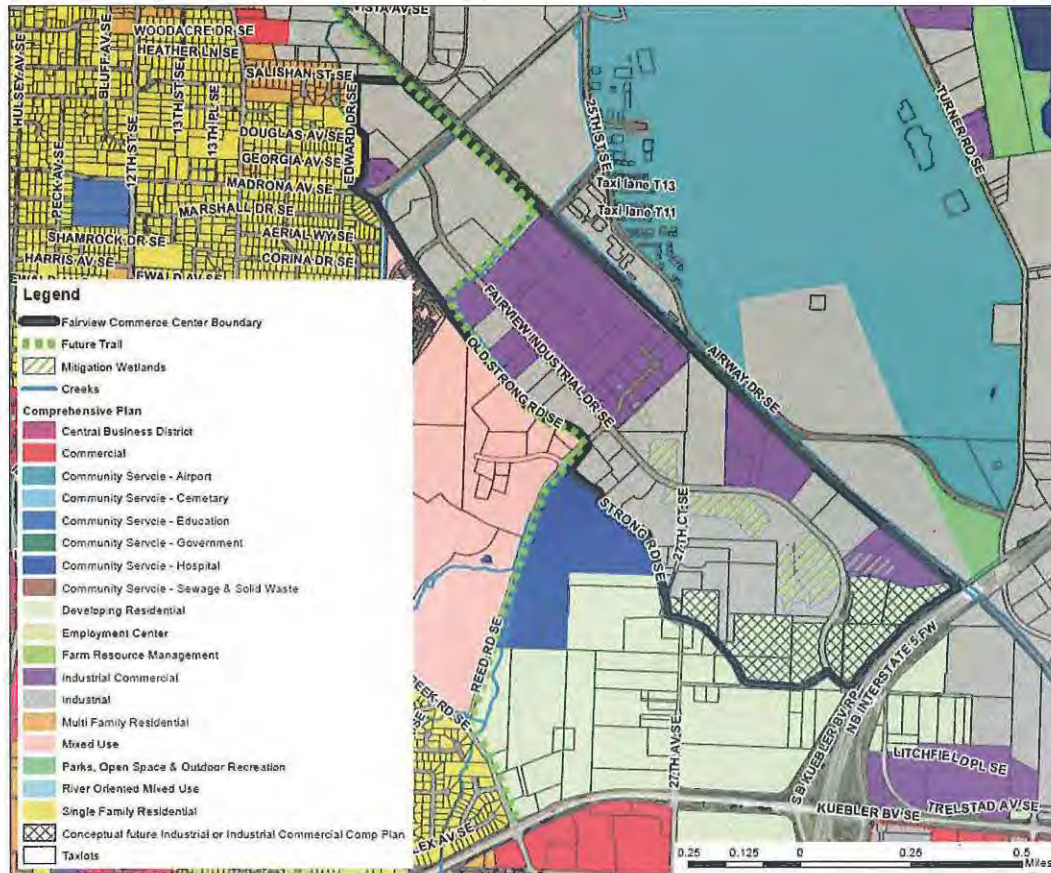 VISTA AV SE
WOODACRE DR SE
HEATHER LN SE
SALISHAN ST SE
HULSEY AV SE
BLUFF AV SE
13TH ST SE
13TH PL SE
12TH ST SE
PECK AV SE
EDWARD DR SE
DOUGLAS AV SE
GEORGIA AV SE
MADRONA AV SE
MARSHALL DR SE
SHAMROCK DR SE
AERIAL WY SE
HARRIS AV SE
CORINA DR SE
EWALD AV SE
25TH ST SE
TURNER RD SE
Taxi lane T13
Taxi lane T11
FAIRVIEW INDUSTRIAL DR SE
OLD STRONG RD SE
AIRWAY DR SE
STRONG RD SE
27TH CT SE
REED RD SE
27TH AV SE
SB KUEBLER BV RP
NB INTERSTATE 5 FW
LITCHFIELD PL SE
KUEBLER BV SE
TRELSTAD AV SE
Legend
Fairview Commerce Center Boundary
Future Trail
Mitigation Wetlands
Creeks
Comprehensive Plan
Central Business District
Commercial
Community Servcie - Airport
Community Servcie - Cemetary
Community Servcie - Education
Community Servcie - Government
Community Servcie - Hospital
Community Servcie - Sewage & Solid Waste
Developing Residential
Employment Center
Farm Resource Management
Industrial Commercial
Industrial
Multi Family Residential
Mixed Use
Parks, Open Space & Outdoor Recreation
River Oriented Mixed Use
Single Family Residential
Conceptual future Industrial or Industrial Commercial Comp Plan
Taxlots
0.25 0.125 0 0.25 0.5
Miles